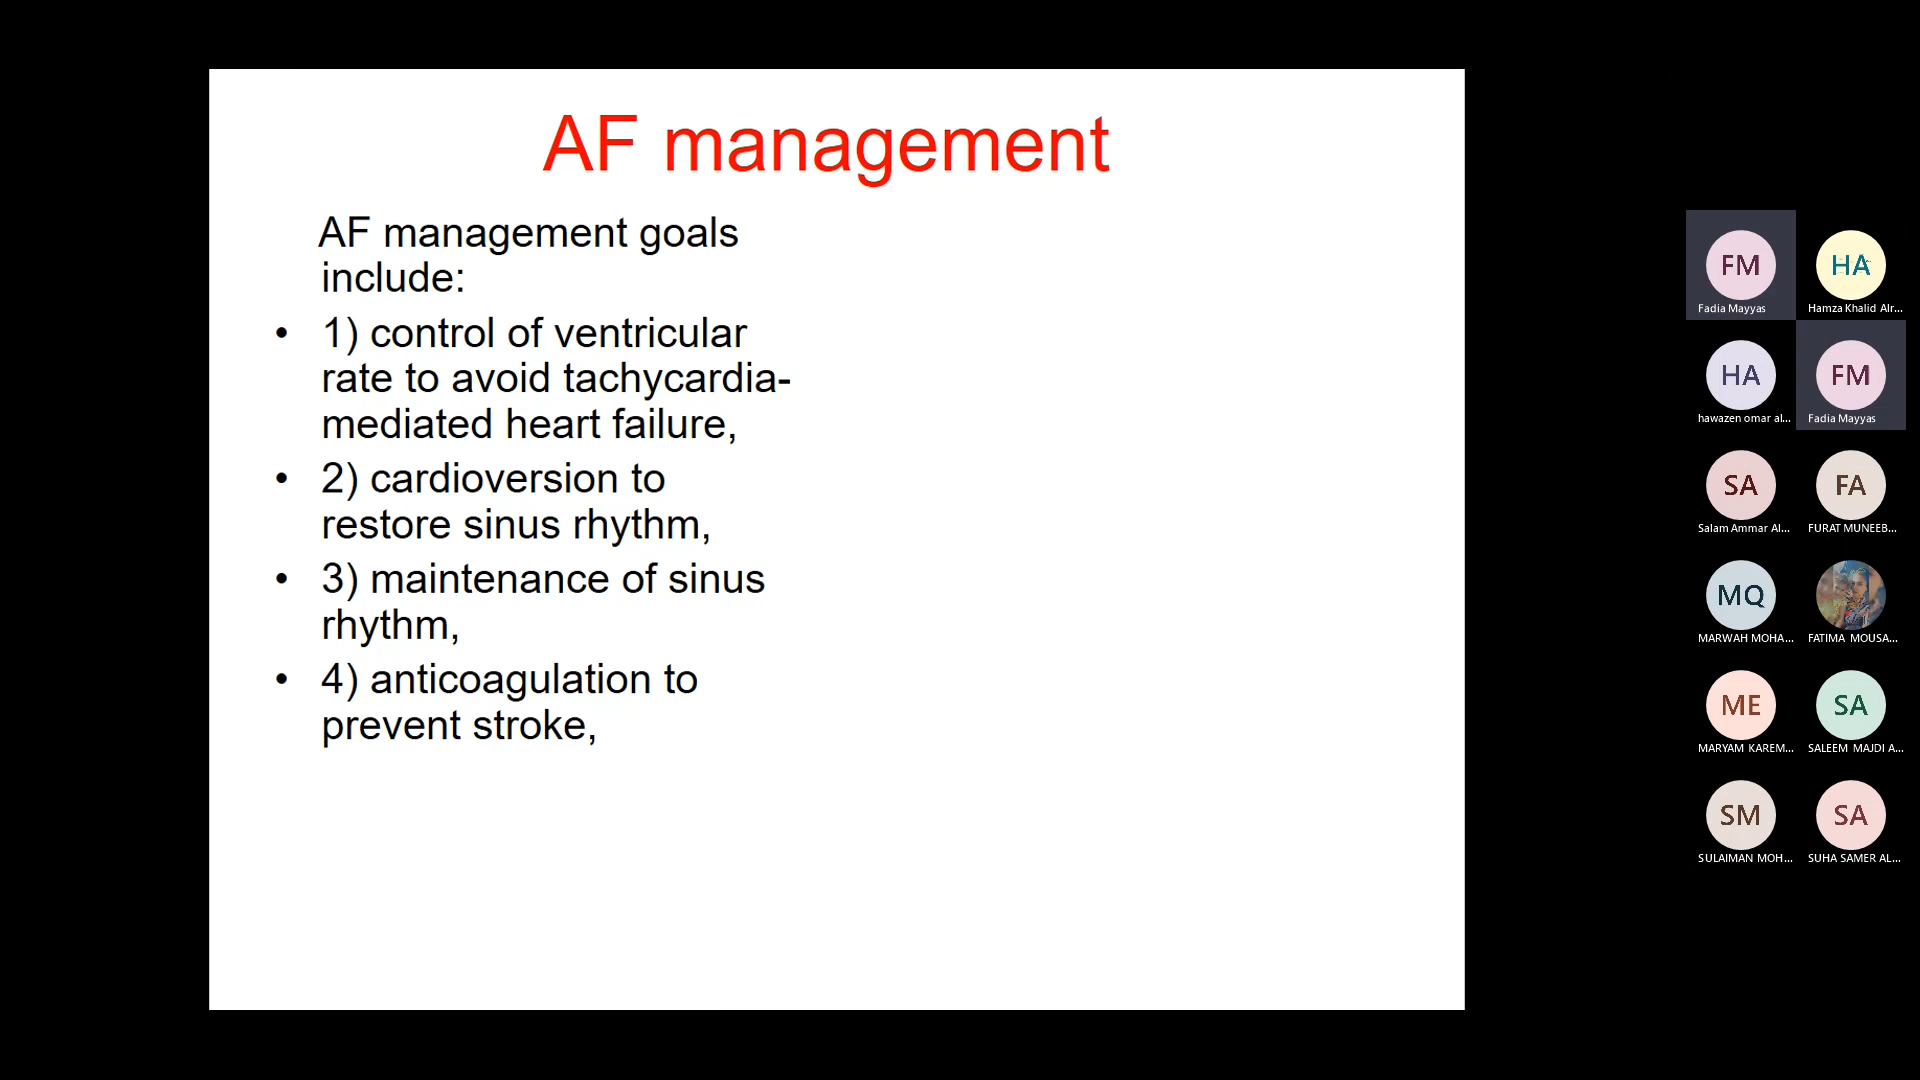 AF management
AF management goals
include:
• 1) control of ventricular
rate to avoid tachycardia-
mediated heart failure,
• 2) cardioversion to
restore sinus rhythm,
• 3) maintenance of sinus
rhythm,
• 4) anticoagulation to
prevent stroke,
FM
Fadia Mayyas
HA
Hamza Khalid Alr...
HA
hawazen omar al...
FM
Fadia Mayyas
SA
Salam Ammar Al...
FA
FURAT MUNEEB...
MQ
MARWAH MOHA...
FATIMA MOUSA...
ME
MARYAM KAREM...
SA
SALEEM MAJDI A...
SM
SULAIMAN MOH...
SA
SUHA SAMER AL...